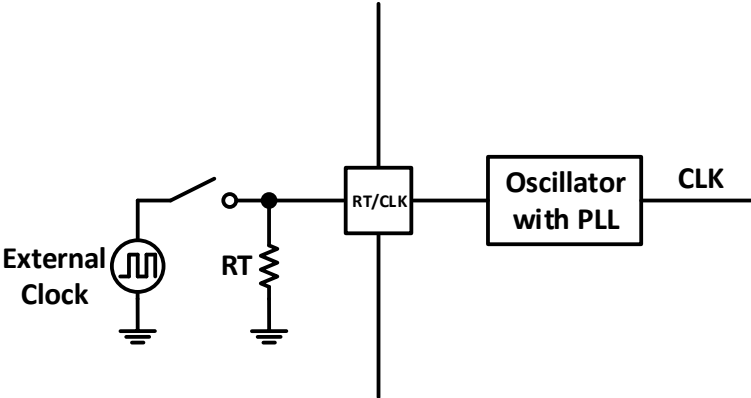 External
Clock
RT
RT/CLK
Oscillator
with PLL
CLK